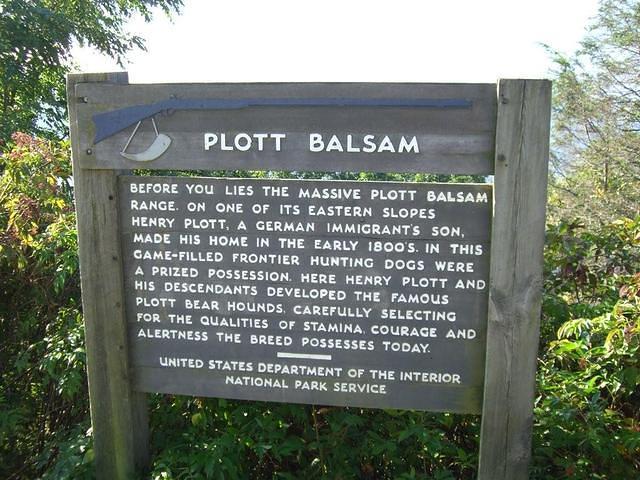 PLOTT BALSAM
BEFORE YOU LIES THE MASSIVE PLOTT BALSAM
RANGE. ON ONE OF ITS EASTERN SLOPES
HENRY PLOTT, A GERMAN IMMIGRANT'S SON,
MADE HIS HOME IN THE EARLY 1800'S. IN THIS
GAME-FILLED FRONTIER HUNTING DOGS WERE
A PRIZED POSSESSION. HERE HENRY PLOTT AND
HIS DESCENDANTS DEVELOPED THE FAMOUS
PLOTT BEAR HOUNDS, CAREFULLY SELECTING
FOR THE QUALITIES OF STAMINA, COURAGE AND
ALERTNESS THE BREED POSSESSES TODAY.
UNITED STATES DEPARTMENT OF THE INTERIOR
NATIONAL PARK SERVICE